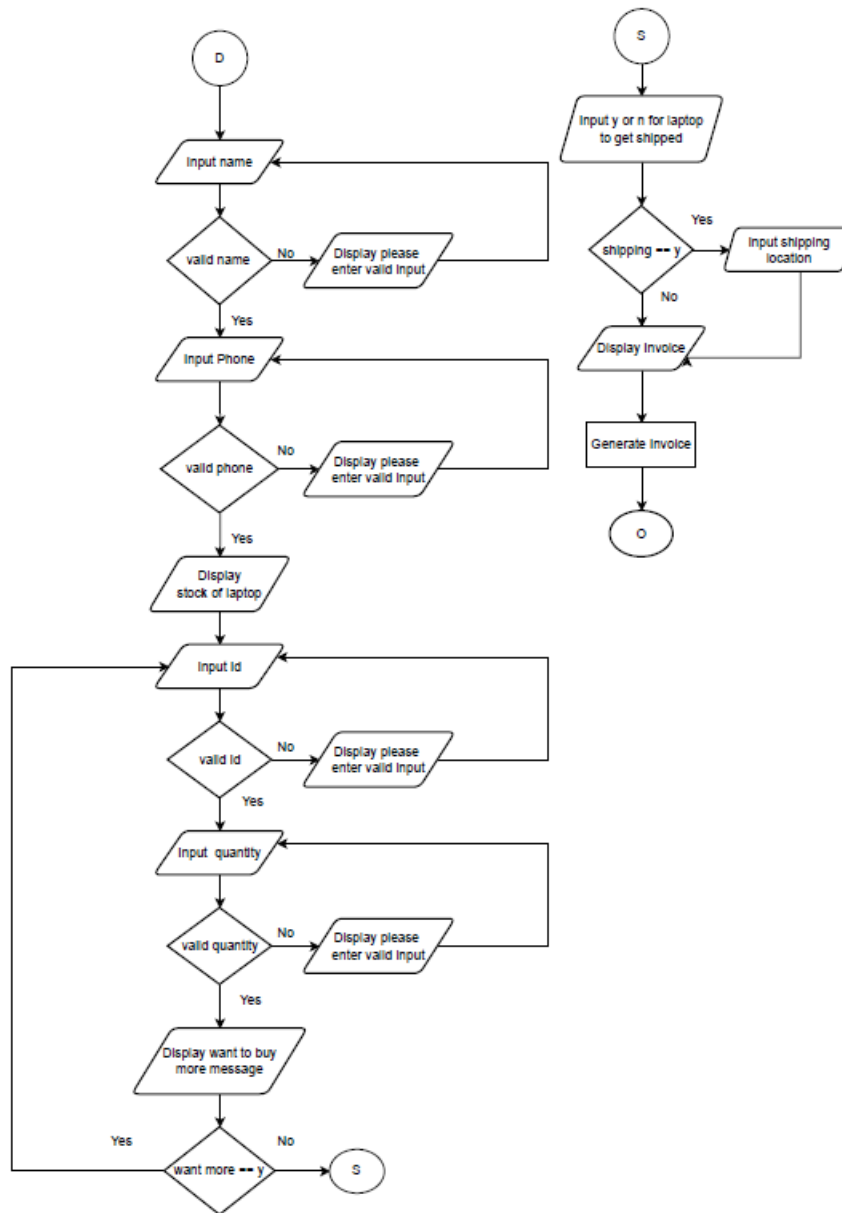 D
Input name
valid name
No
Display please
enter valid input
Yes
Input Phone
valid phone
No
Display please
enter valid input
Yes
Display
stock of laptop
Input id
valid id
No
Display please
enter valid input
Yes
Input quantity
valid quantity
No
Display please
enter valid input
Yes
Display want to buy
more message
Yes
want more == y
No
S
S
Input y or n for laptop
to get shipped
shipping == y
Yes
Input shipping
location
No
Display Invoice
Generate Invoice
O